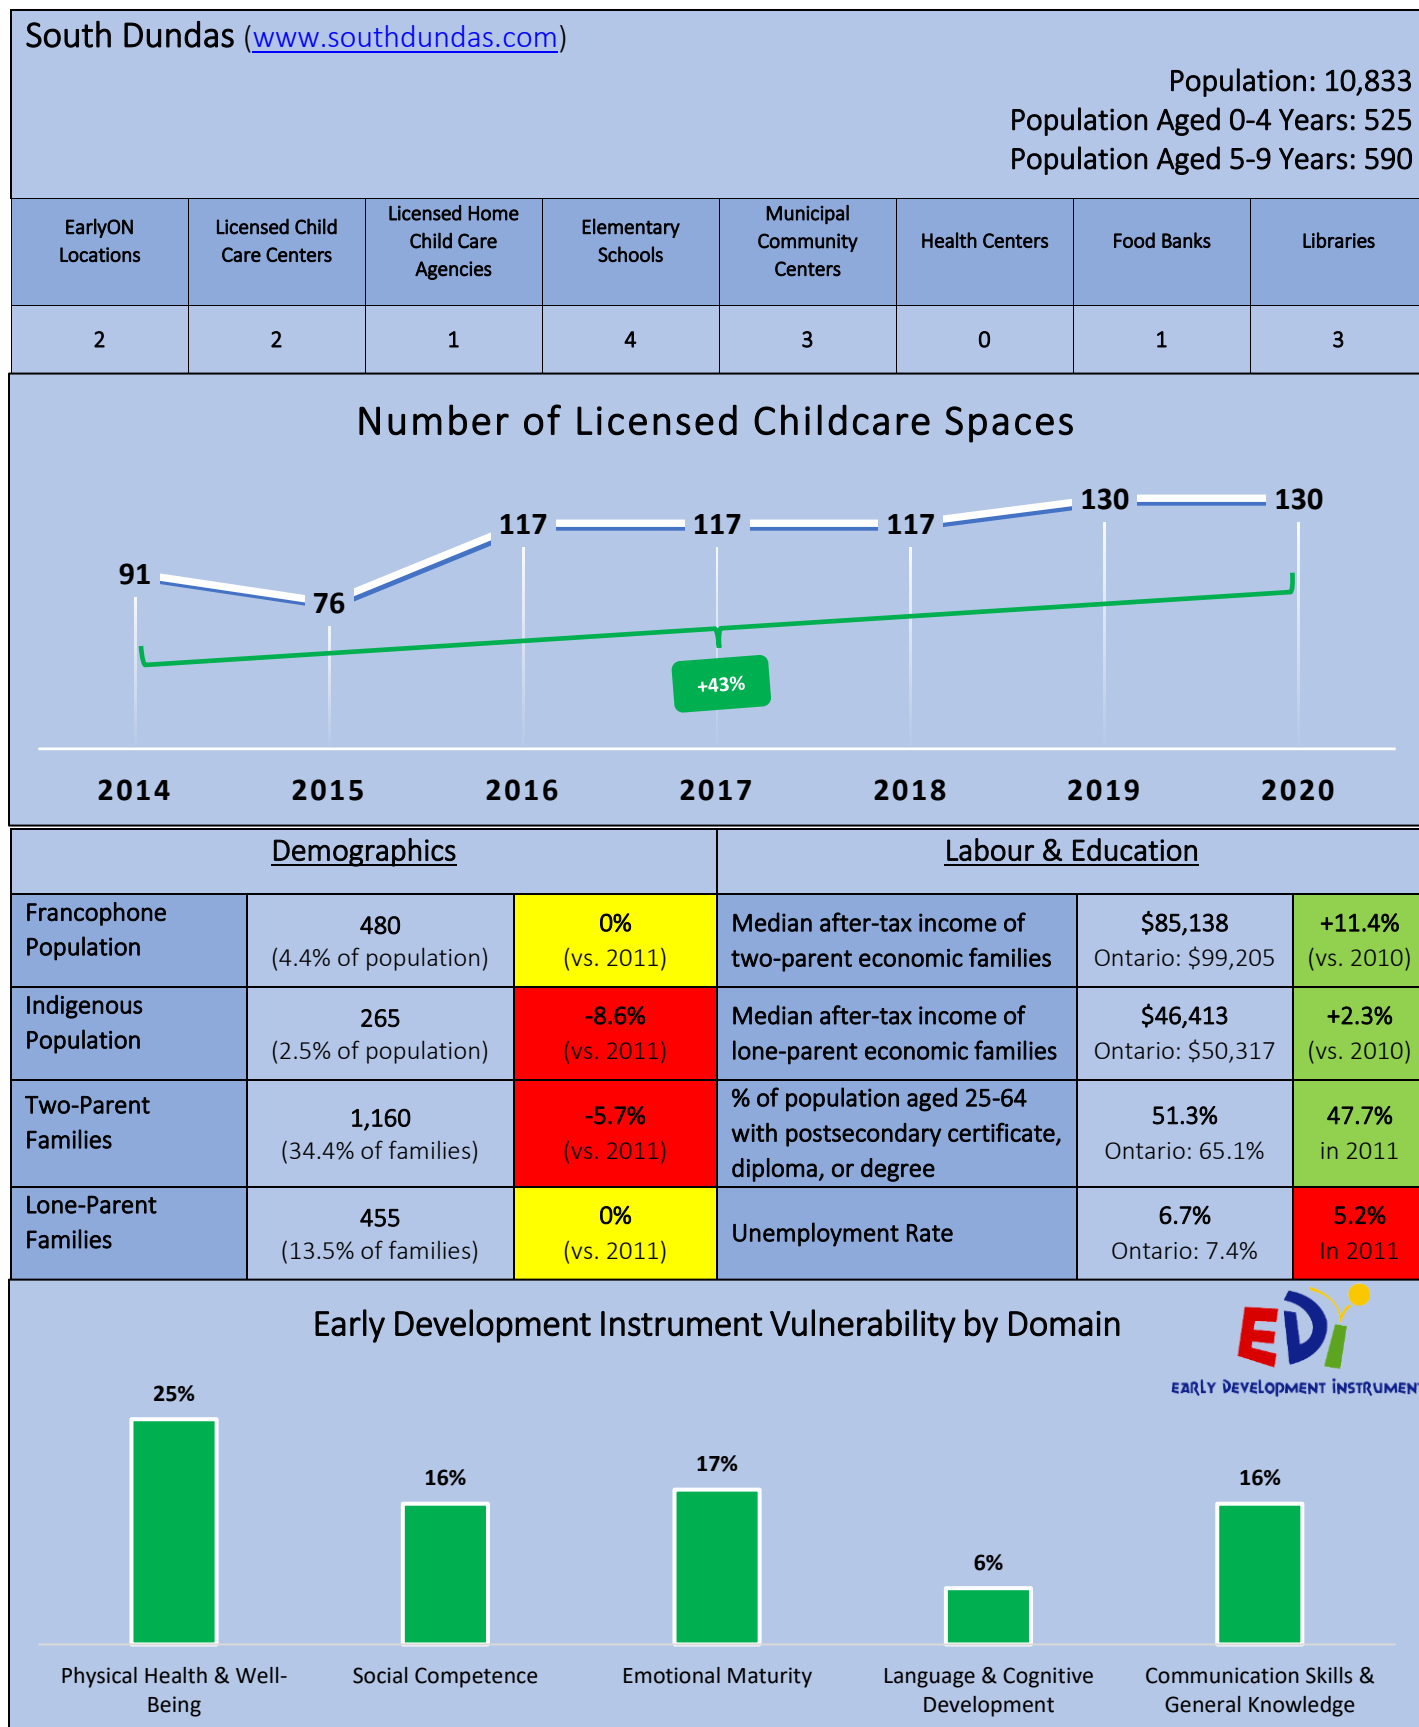 South Dundas (www.southdundas.com)
Population: 10,833
Population Aged 0-4 Years: 525
Population Aged 5-9 Years: 590
EarlyON
Locations
Licensed Child
Care Centers
Licensed Home
Child Care
Agencies
Elementary
Schools
Municipal
Community
Centers
Health Centers
Food Banks
Libraries
2
2
1
4
3
0
1
3
Number of Licensed Childcare Spaces
91
76
117
117
117
130
130
+43%
2014
2015
2016
2017
2018
2019
2020
Demographics
Labour & Education
Francophone
Population
480
(4.4% of population)
0%
(vs. 2011)
Median after-tax income of
two-parent economic families
$85,138
Ontario: $99,205
+11.4%
(vs. 2010)
Indigenous
Population
265
(2.5% of population)
-8.6%
(vs. 2011)
Median after-tax income of
lone-parent economic families
$46,413
Ontario: $50,317
+2.3%
(vs. 2010)
Two-Parent
Families
1,160
(34.4% of families)
-5.7%
(vs. 2011)
% of population aged 25-64
with postsecondary certificate,
diploma, or degree
51.3%
Ontario: 65.1%
47.7%
in 2011
Lone-Parent
Families
455
(13.5% of families)
0%
(vs. 2011)
Unemployment Rate
6.7%
Ontario: 7.4%
5.2%
In 2011
Early Development Instrument Vulnerability by Domain
EDI
EARLY DEVELOPMENT INSTRUMEN
25%
16%
17%
6%
16%
Physical Health & Well-
Being
Social Competence
Emotional Maturity
Language & Cognitive
Development
Communication Skills &
General Knowledge